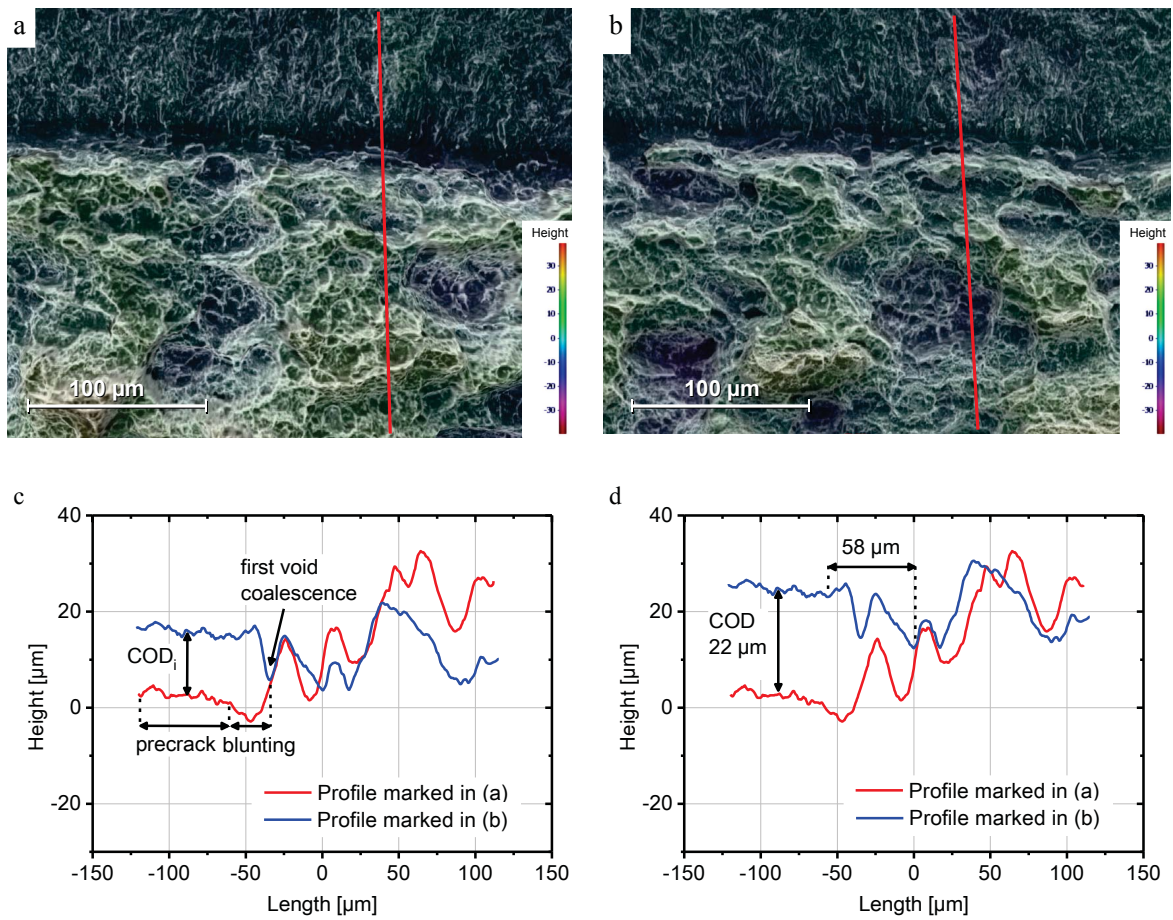 a
Height
30
20
10
0
-10
-20
-30
100 µm
b
Height
30
20
10
0
-10
-20
-30
100 µm
c
40
20
0
-20
Height [µm]
first void
coalescence
COD_i
precrack
blunting
Profile marked in (a)
Profile marked in (b)
-150
-100
-50
0
50
100
150
Length [µm]
d
40
20
0
-20
Height [µm]
58 µm
COD
22 µm
Profile marked in (a)
Profile marked in (b)
-150
-100
-50
0
50
100
150
Length [µm]